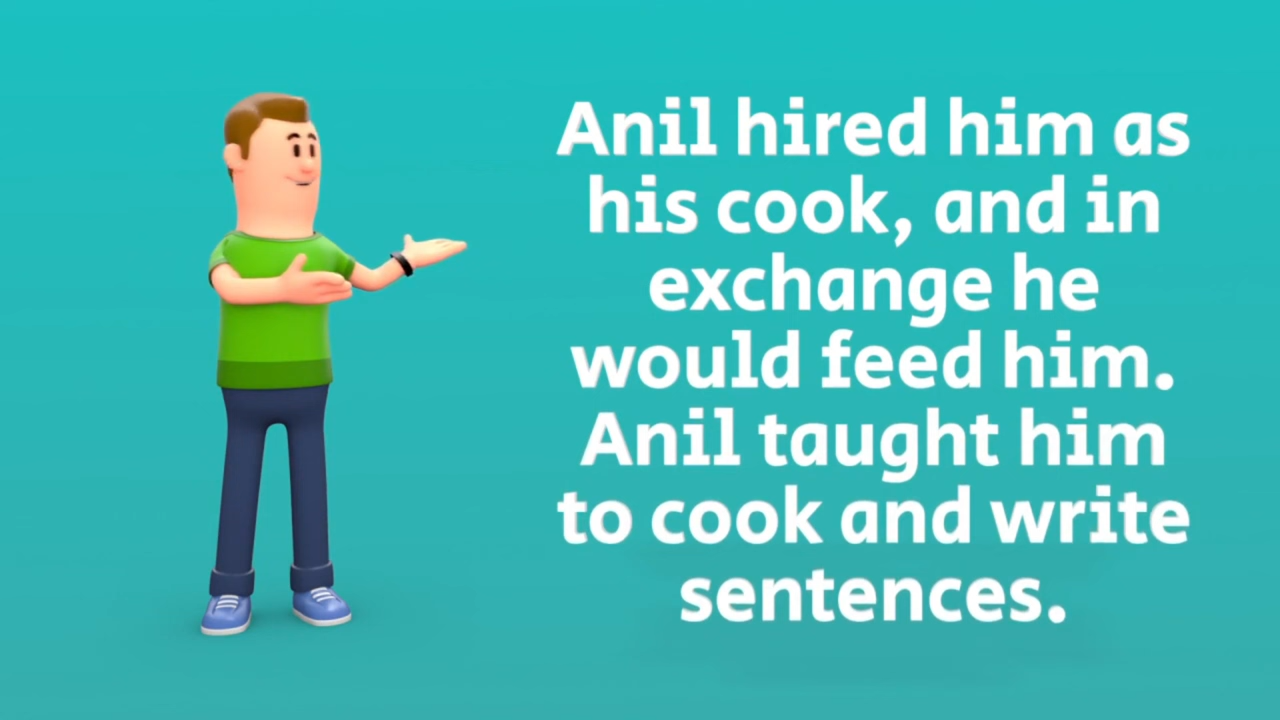 Anil hired him as
his cook, and in
exchange he
would feed him.
Anil taught him
to cook and write
sentences.